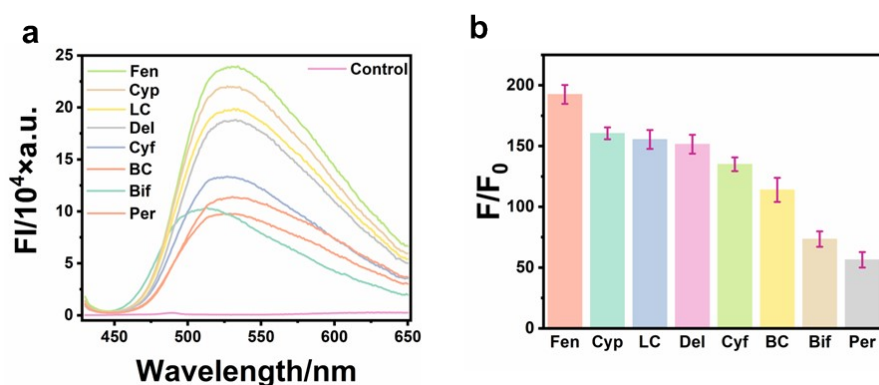 a
FI/10⁴×a.u.
25
20
15
10
5
0
Fen
Cyp
LC
Del
Cyf
BC
Bif
Per
Control
450 500 550 600 650
Wavelength/nm
b
F/F₀
200
150
100
50
0
Fen Cyp LC Del Cyf BC Bif Per